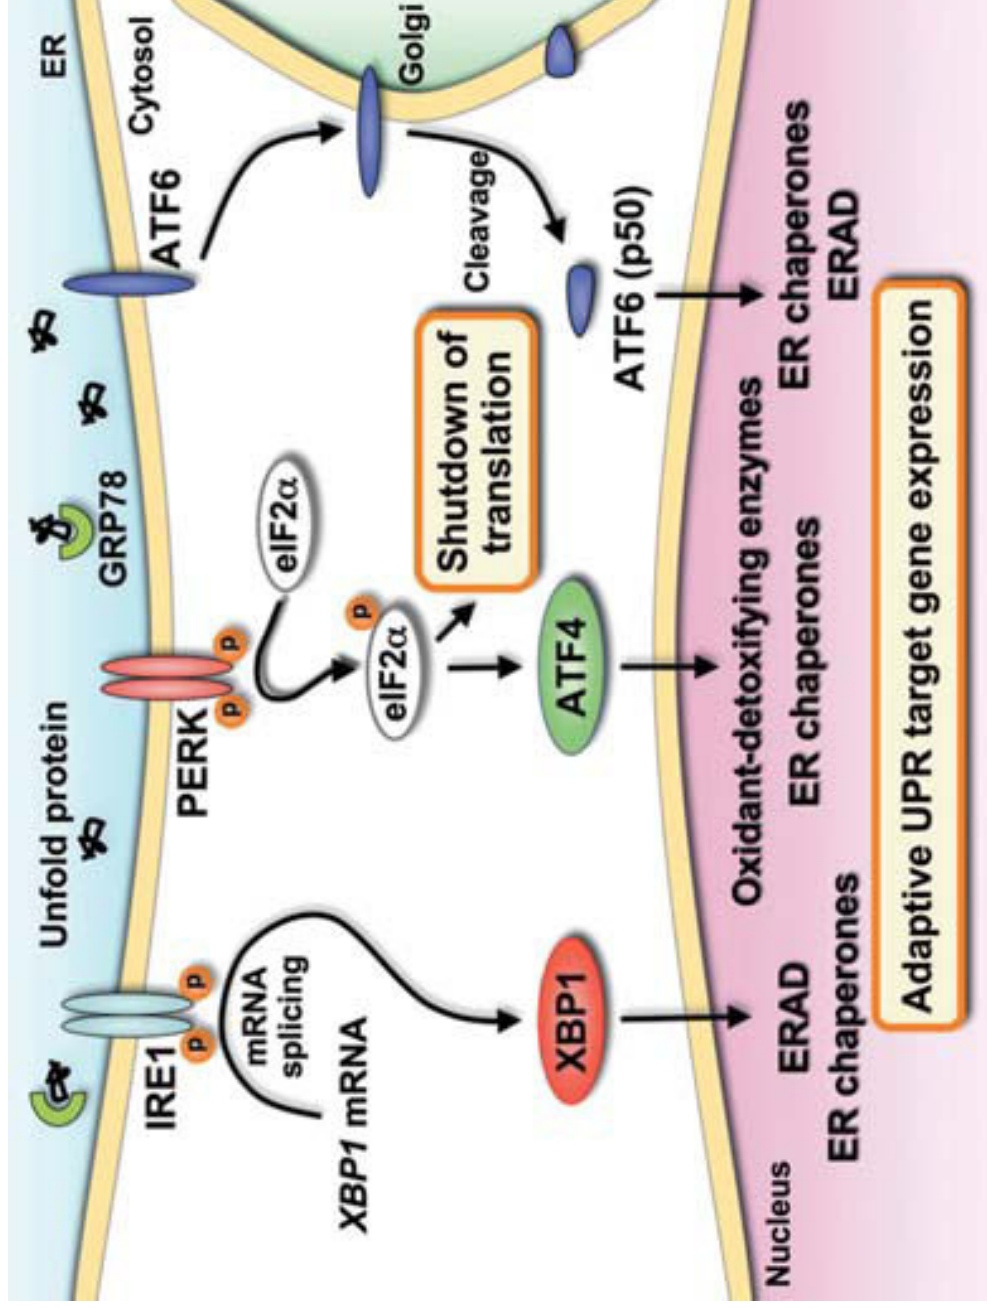 ER
Cytosol
Golgi
Unfold protein
GRP78
IRE1
P
P
mRNA
splicing
XBP1 mRNA
XBP1
PERK
P
P
eIF2α
P
eIF2α
Shutdown of
translation
ATF4
ATF6
Cleavage
ATF6 (p50)
Nucleus
ERAD
ER chaperones
Oxidant-detoxifying enzymes
ER chaperones
ER chaperones
ERAD
Adaptive UPR target gene expression